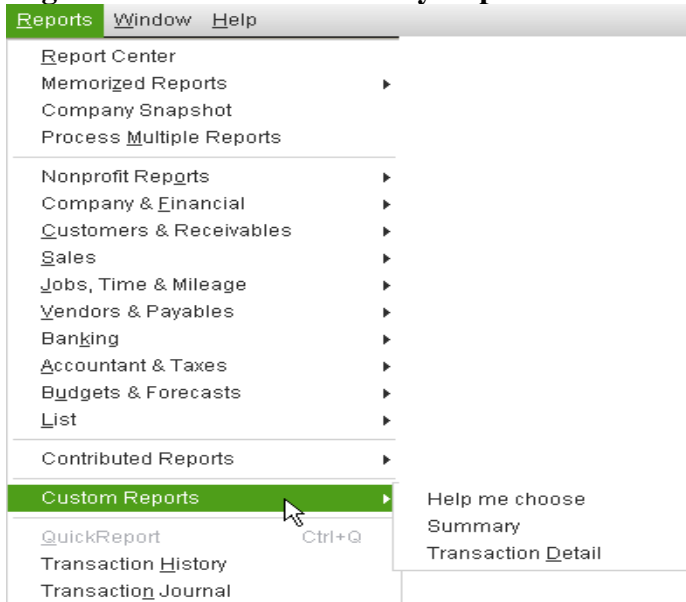 Reports Window Help
Report Center
Memorized Reports
Company Snapshot
Process Multiple Reports
Nonprofit Reports
Company & Financial
Customers & Receivables
Sales
Jobs, Time & Mileage
Vendors & Payables
Banking
Accountant & Taxes
Budgets & Forecasts
List
Contributed Reports
Custom Reports
Help me choose
Summary
Transaction Detail
QuickReport Ctrl+Q
Transaction History
Transaction Journal